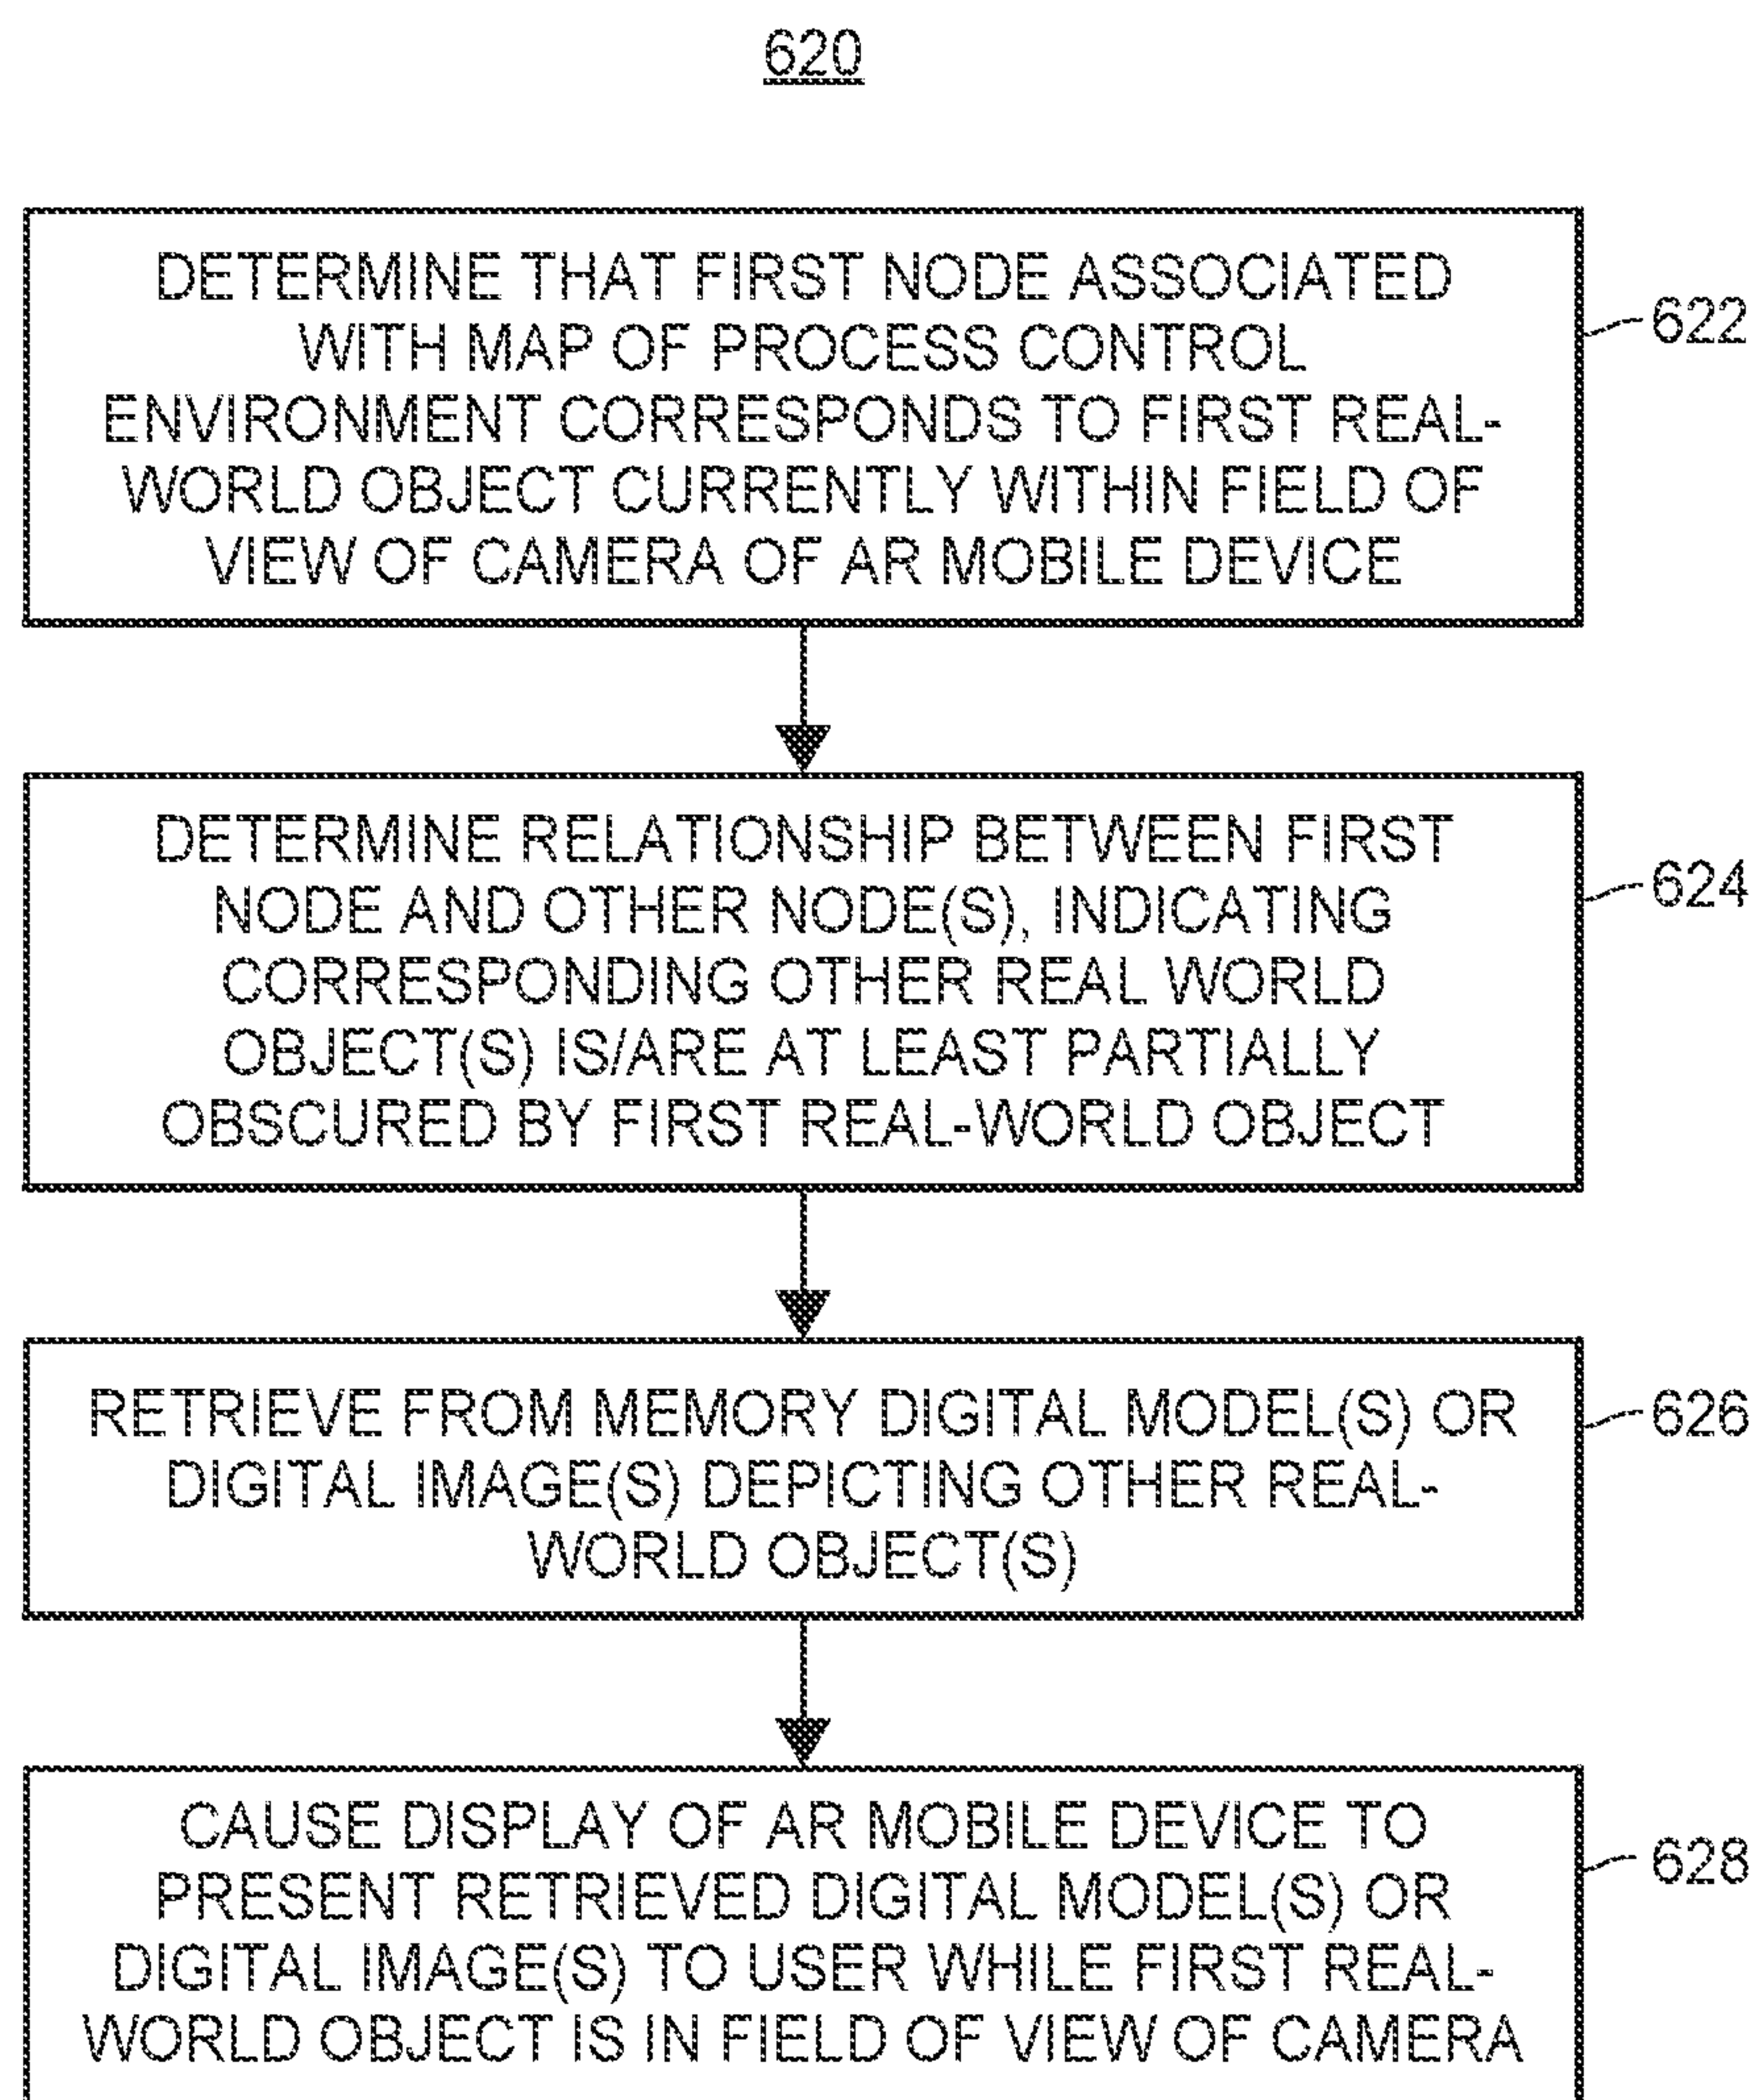 620
DETERMINE THAT FIRST NODE ASSOCIATED
WITH MAP OF PROCESS CONTROL
ENVIRONMENT CORRESPONDS TO FIRST REAL-
WORLD OBJECT CURRENTLY WITHIN FIELD OF
VIEW OF CAMERA OF AR MOBILE DEVICE
622
DETERMINE RELATIONSHIP BETWEEN FIRST
NODE AND OTHER NODE(S), INDICATING
CORRESPONDING OTHER REAL WORLD
OBJECT(S) IS/ARE AT LEAST PARTIALLY
OBSCURED BY FIRST REAL-WORLD OBJECT
624
RETRIEVE FROM MEMORY DIGITAL MODEL(S) OR
DIGITAL IMAGE(S) DEPICTING OTHER REAL-
WORLD OBJECT(S)
626
CAUSE DISPLAY OF AR MOBILE DEVICE TO
PRESENT RETRIEVED DIGITAL MODEL(S) OR
DIGITAL IMAGE(S) TO USER WHILE FIRST REAL-
WORLD OBJECT IS IN FIELD OF VIEW OF CAMERA
628